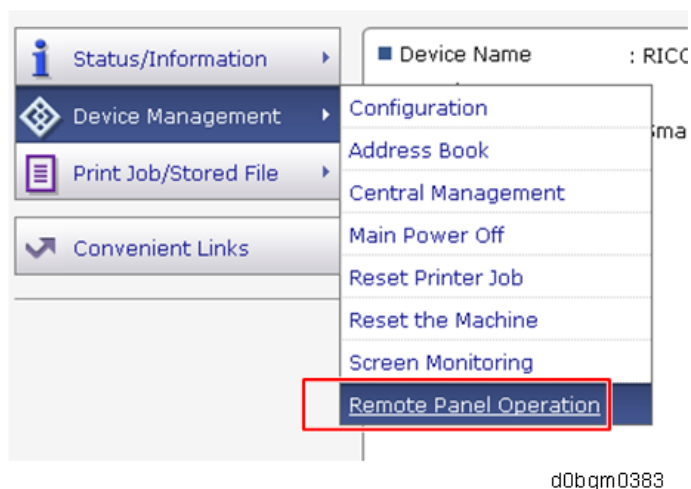 Status/Information
Device Name : RICO
Device Management
Configuration
Sma
Address Book
Print Job/Stored File
Central Management
Main Power Off
Convenient Links
Reset Printer Job
Reset the Machine
Screen Monitoring
Remote Panel Operation
d0bqm0383